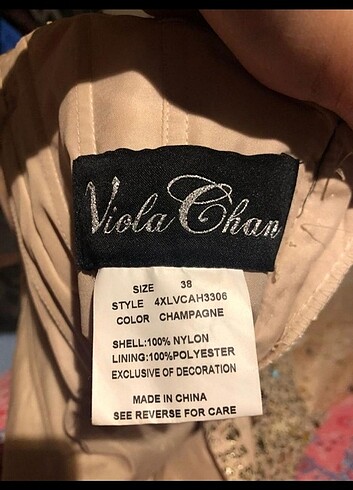 Viola Chan
SIZE 38
STYLE 4XLVCAH3306
COLOR CHAMPAGNE
SHELL:100% NYLON
LINING:100%POLYESTER
EXCLUSIVE OF DECORATION
MADE IN CHINA
SEE REVERSE FOR CARE